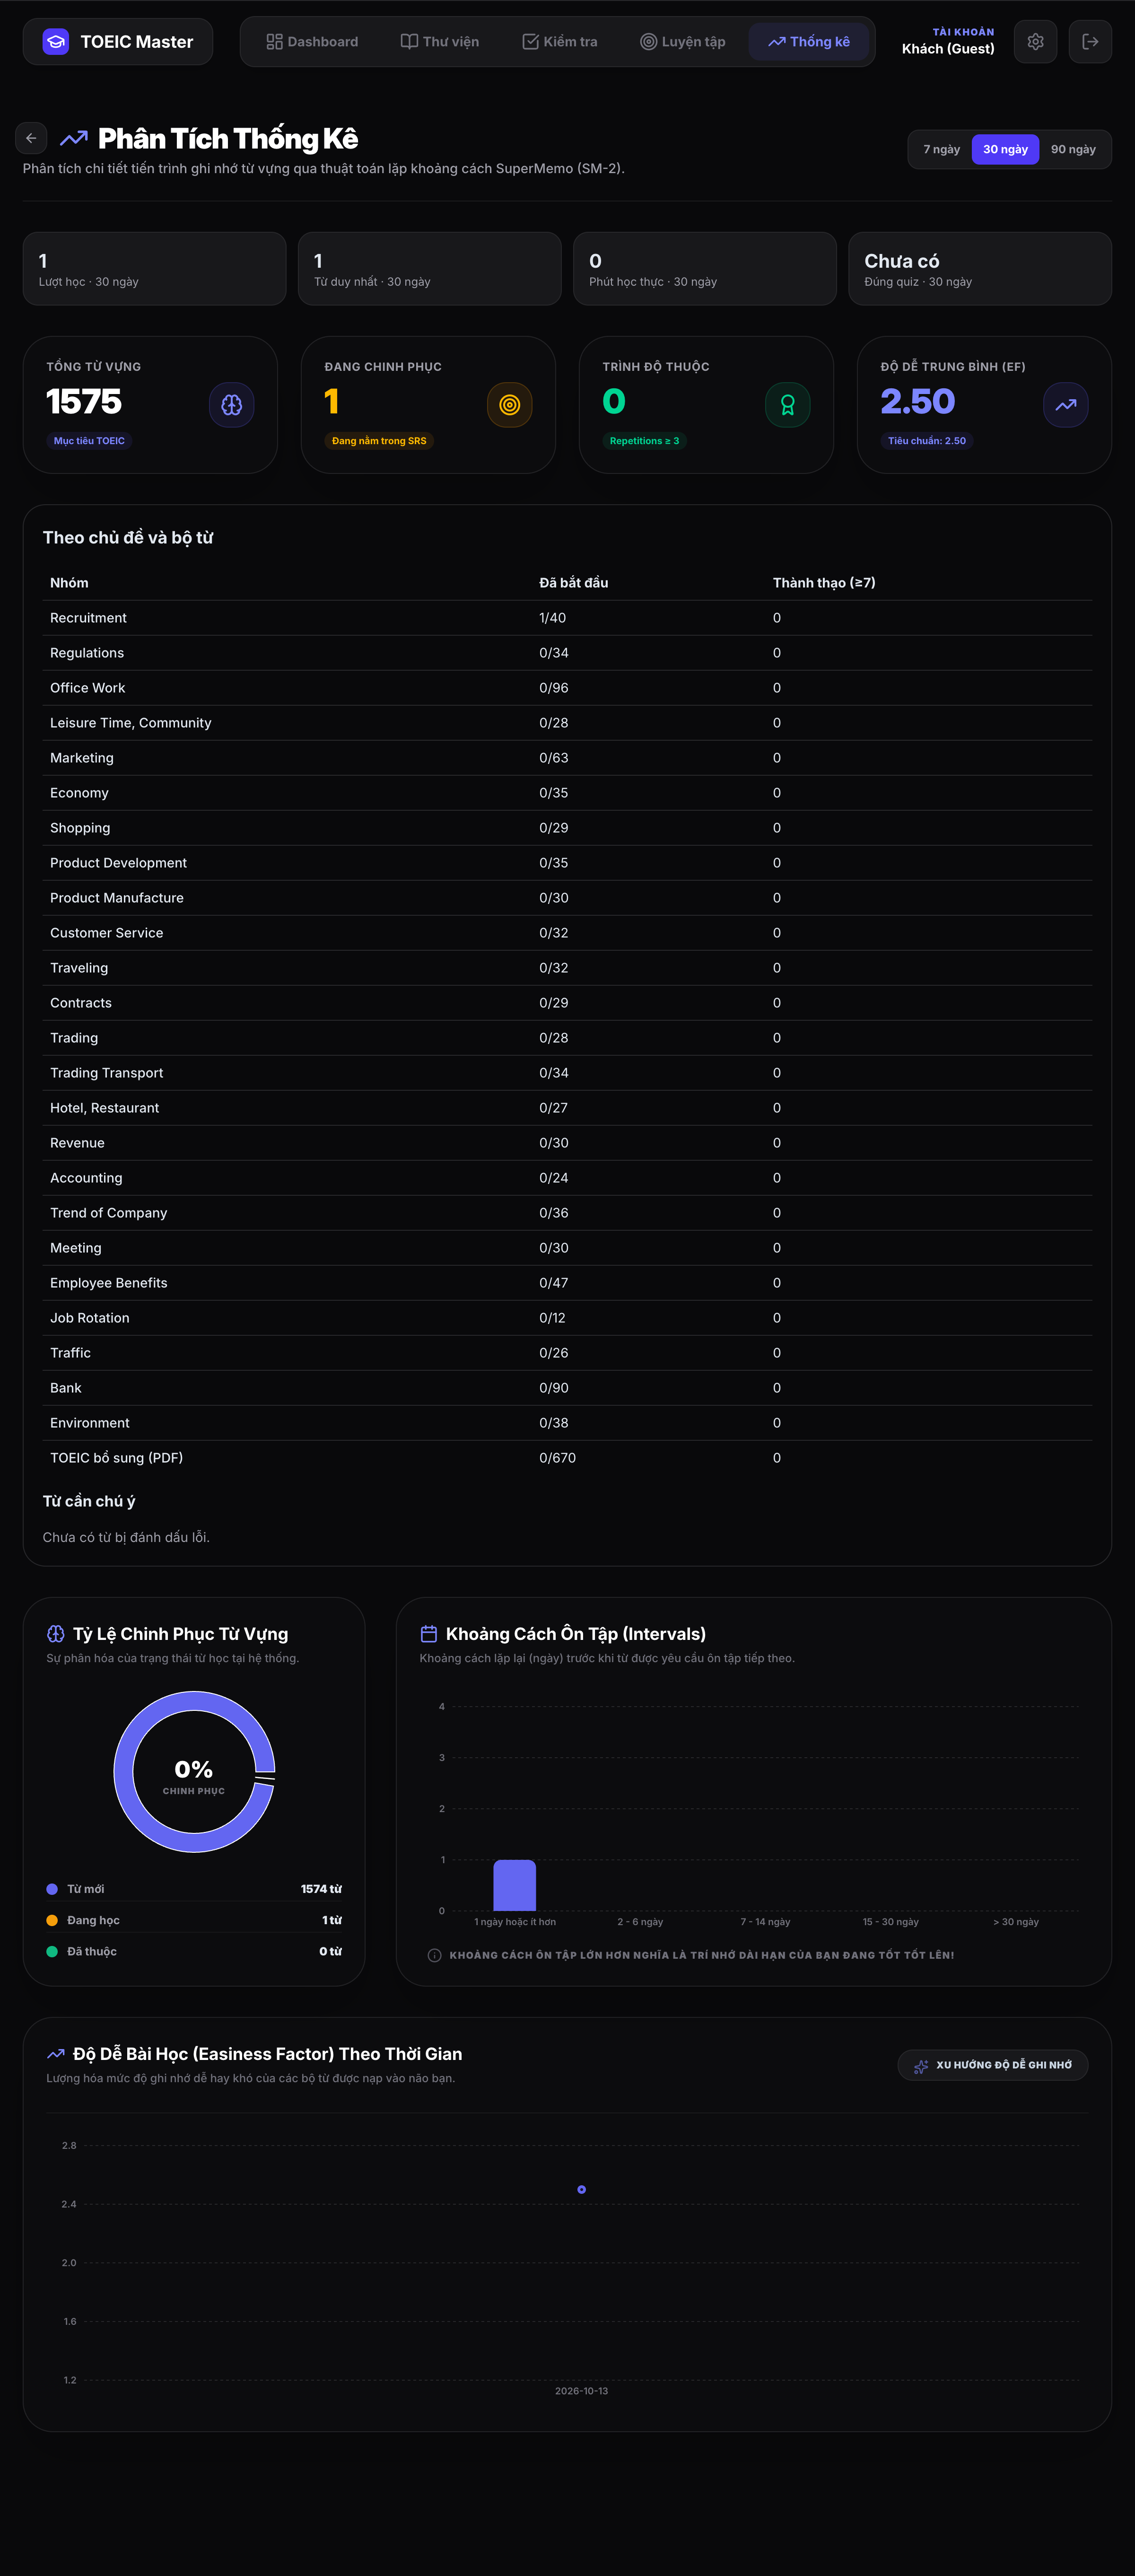 TOEIC Master
Dashboard
Thư viện
Kiểm tra
Luyện tập
Thống kê
TÀI KHOẢN
Khách (Guest)
Phân Tích Thống Kê
Phân tích chi tiết tiến trình ghi nhớ từ vựng qua thuật toán lặp khoảng cách SuperMemo (SM-2).
7 ngày
30 ngày
90 ngày
1
Lượt học · 30 ngày
1
Từ duy nhất · 30 ngày
0
Phút học thực · 30 ngày
Chưa có
Đúng quiz · 30 ngày
TỔNG TỪ VỰNG
1575
Mục tiêu TOEIC
ĐANG CHINH PHỤC
1
Đang nằm trong SRS
TRÌNH ĐỘ THUỘC
0
Repetitions ≥ 3
ĐỘ DỄ TRUNG BÌNH (EF)
2.50
Tiêu chuẩn: 2.50
Theo chủ đề và bộ từ
Nhóm Đã bắt đầu Thành thạo (≥7)
Recruitment 1/40 0
Regulations 0/34 0
Office Work 0/96 0
Leisure Time, Community 0/28 0
Marketing 0/63 0
Economy 0/35 0
Shopping 0/29 0
Product Development 0/35 0
Product Manufacture 0/30 0
Customer Service 0/32 0
Traveling 0/32 0
Contracts 0/29 0
Trading 0/28 0
Trading Transport 0/34 0
Hotel, Restaurant 0/27 0
Revenue 0/30 0
Accounting 0/24 0
Trend of Company 0/36 0
Meeting 0/30 0
Employee Benefits 0/47 0
Job Rotation 0/12 0
Traffic 0/26 0
Bank 0/90 0
Environment 0/38 0
TOEIC bổ sung (PDF) 0/670 0
Từ cần chú ý
Chưa có từ bị đánh dấu lỗi.
Tỷ Lệ Chinh Phục Từ Vựng
Sự phân hóa của trạng thái từ học tại hệ thống.
0%
CHINH PHỤC
Từ mới 1574 từ
Đang học 1 từ
Đã thuộc 0 từ
Khoảng Cách Ôn Tập (Intervals)
Khoảng cách lặp lại (ngày) trước khi từ được yêu cầu ôn tập tiếp theo.
4
3
2
1
0
1 ngày hoặc ít hơn 2 - 6 ngày 7 - 14 ngày 15 - 30 ngày > 30 ngày
KHOẢNG CÁCH ÔN TẬP LỚN HƠN NGHĨA LÀ TRÍ NHỚ DÀI HẠN CỦA BẠN ĐANG TỐT TỐT LÊN!
Độ Dễ Bài Học (Easiness Factor) Theo Thời Gian
Lượng hóa mức độ ghi nhớ dễ hay khó của các bộ từ được nạp vào não bạn.
XU HƯỚNG ĐỘ DỄ GHI NHỚ
2.8
2.4
2.0
1.6
1.2
2026-10-13